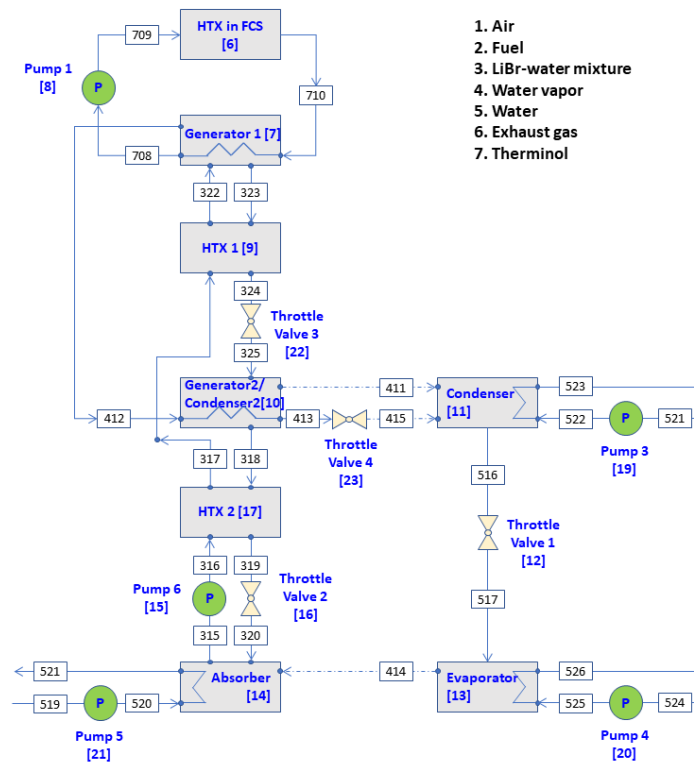 709
HTX in FCS
[6]
Pump 1
[8]
P
710
1. Air
2. Fuel
3. LiBr-water mixture
4. Water vapor
5. Water
6. Exhaust gas
7. Therminol
Generator 1 [7]
708
322
323
HTX 1 [9]
324
Throttle
Valve 3
[22]
325
Generator2/
Condenser2[10]
411
Condenser
[11]
523
412
413
415
522
P
521
Throttle
Valve 4
[23]
Pump 3
[19]
317
318
516
HTX 2 [17]
Throttle
Valve 1
[12]
316
319
Pump 6
[15]
P
Throttle
Valve 2
[16]
517
315
320
521
Absorber
[14]
414
Evaporator
[13]
526
519
P
520
525
P
524
Pump 5
[21]
Pump 4
[20]